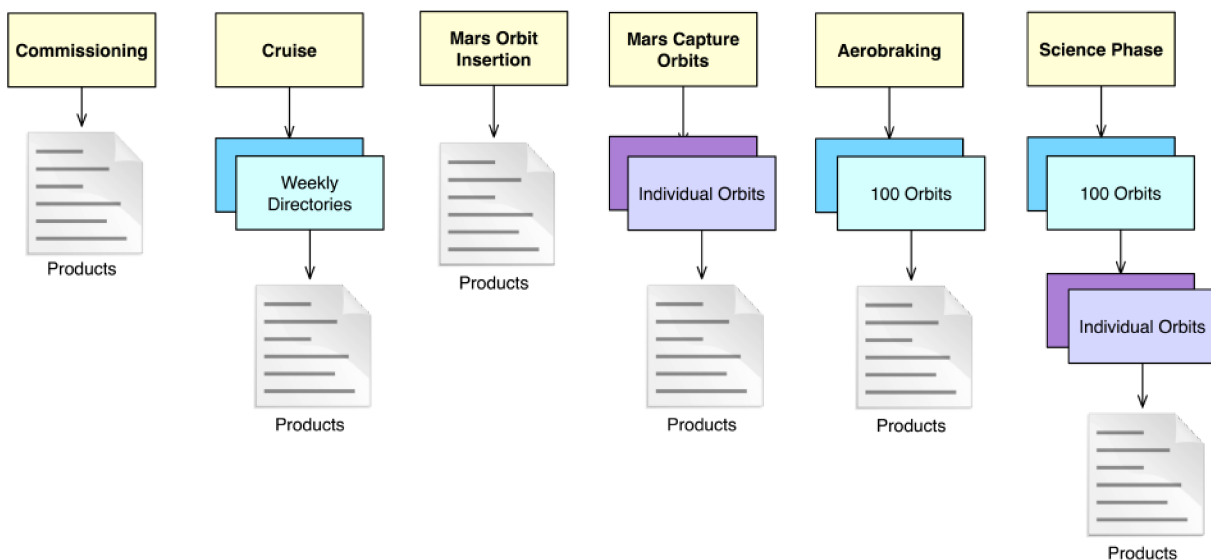 Commissioning
Cruise
Mars Orbit
Insertion
Mars Capture
Orbits
Aerobraking
Science Phase
Products
Weekly
Directories
Products
Products
Individual Orbits
Products
100 Orbits
Products
100 Orbits
Individual Orbits
Products